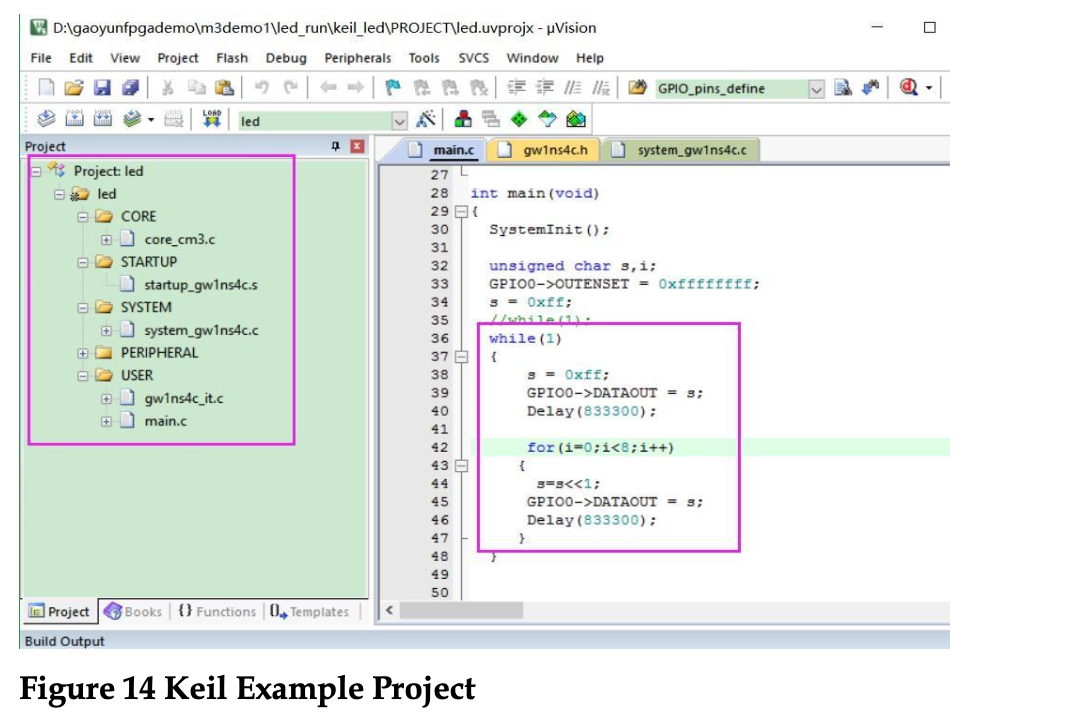 D:\gaoyunfpgademo\m3demo1\led_run\keil_led\PROJECT\led.uvprojx - µVision
File Edit View Project Flash Debug Peripherals Tools SVCS Window Help
GPIO_pins_define
LOAD led
Project
main.c gw1ns4c.h system_gw1ns4c.c
Project: led
led
CORE
core_cm3.c
STARTUP
startup_gw1ns4c.s
SYSTEM
system_gw1ns4c.c
PERIPHERAL
USER
gw1ns4c_it.c
main.c
27
28 int main(void)
29 {
30 SystemInit();
31
32 unsigned char s,i;
33 GPIO0->OUTENSET = 0xffffffff;
34 s = 0xff;
35 //while(1);
36 while(1)
37 {
38 s = 0xff;
39 GPIO0->DATAOUT = s;
40 Delay(833300);
41
42 for(i=0;i<8;i++)
43 {
44 s=s<<1;
45 GPIO0->DATAOUT = s;
46 Delay(833300);
47 }
48 }
49
50
Project Books {} Functions 0 Templates
Build Output
Figure 14 Keil Example Project